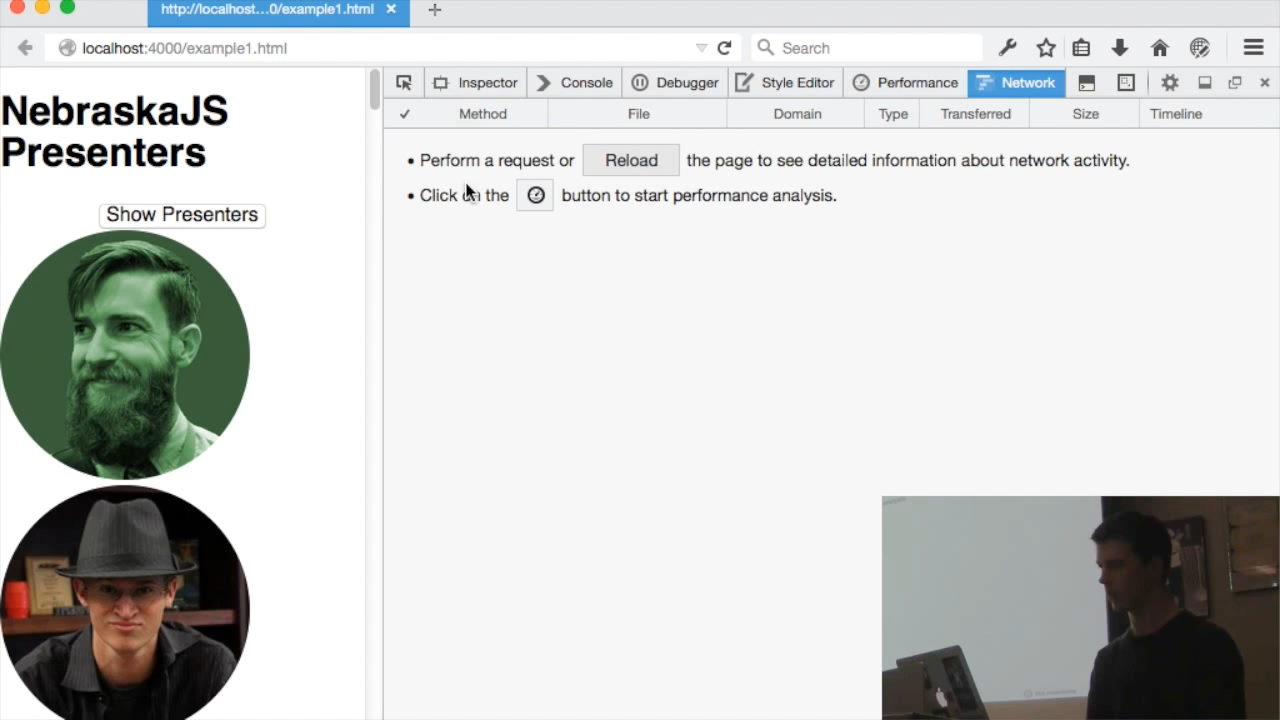 http://localhost...0/example1.html
localhost:4000/example1.html
Search
Inspector
Console
Debugger
Style Editor
Performance
Network
✓ Method File Domain Type Transferred Size Timeline
• Perform a request or Reload the page to see detailed information about network activity.
• Click on the button to start performance analysis.
NebraskaJS
Presenters
Show Presenters